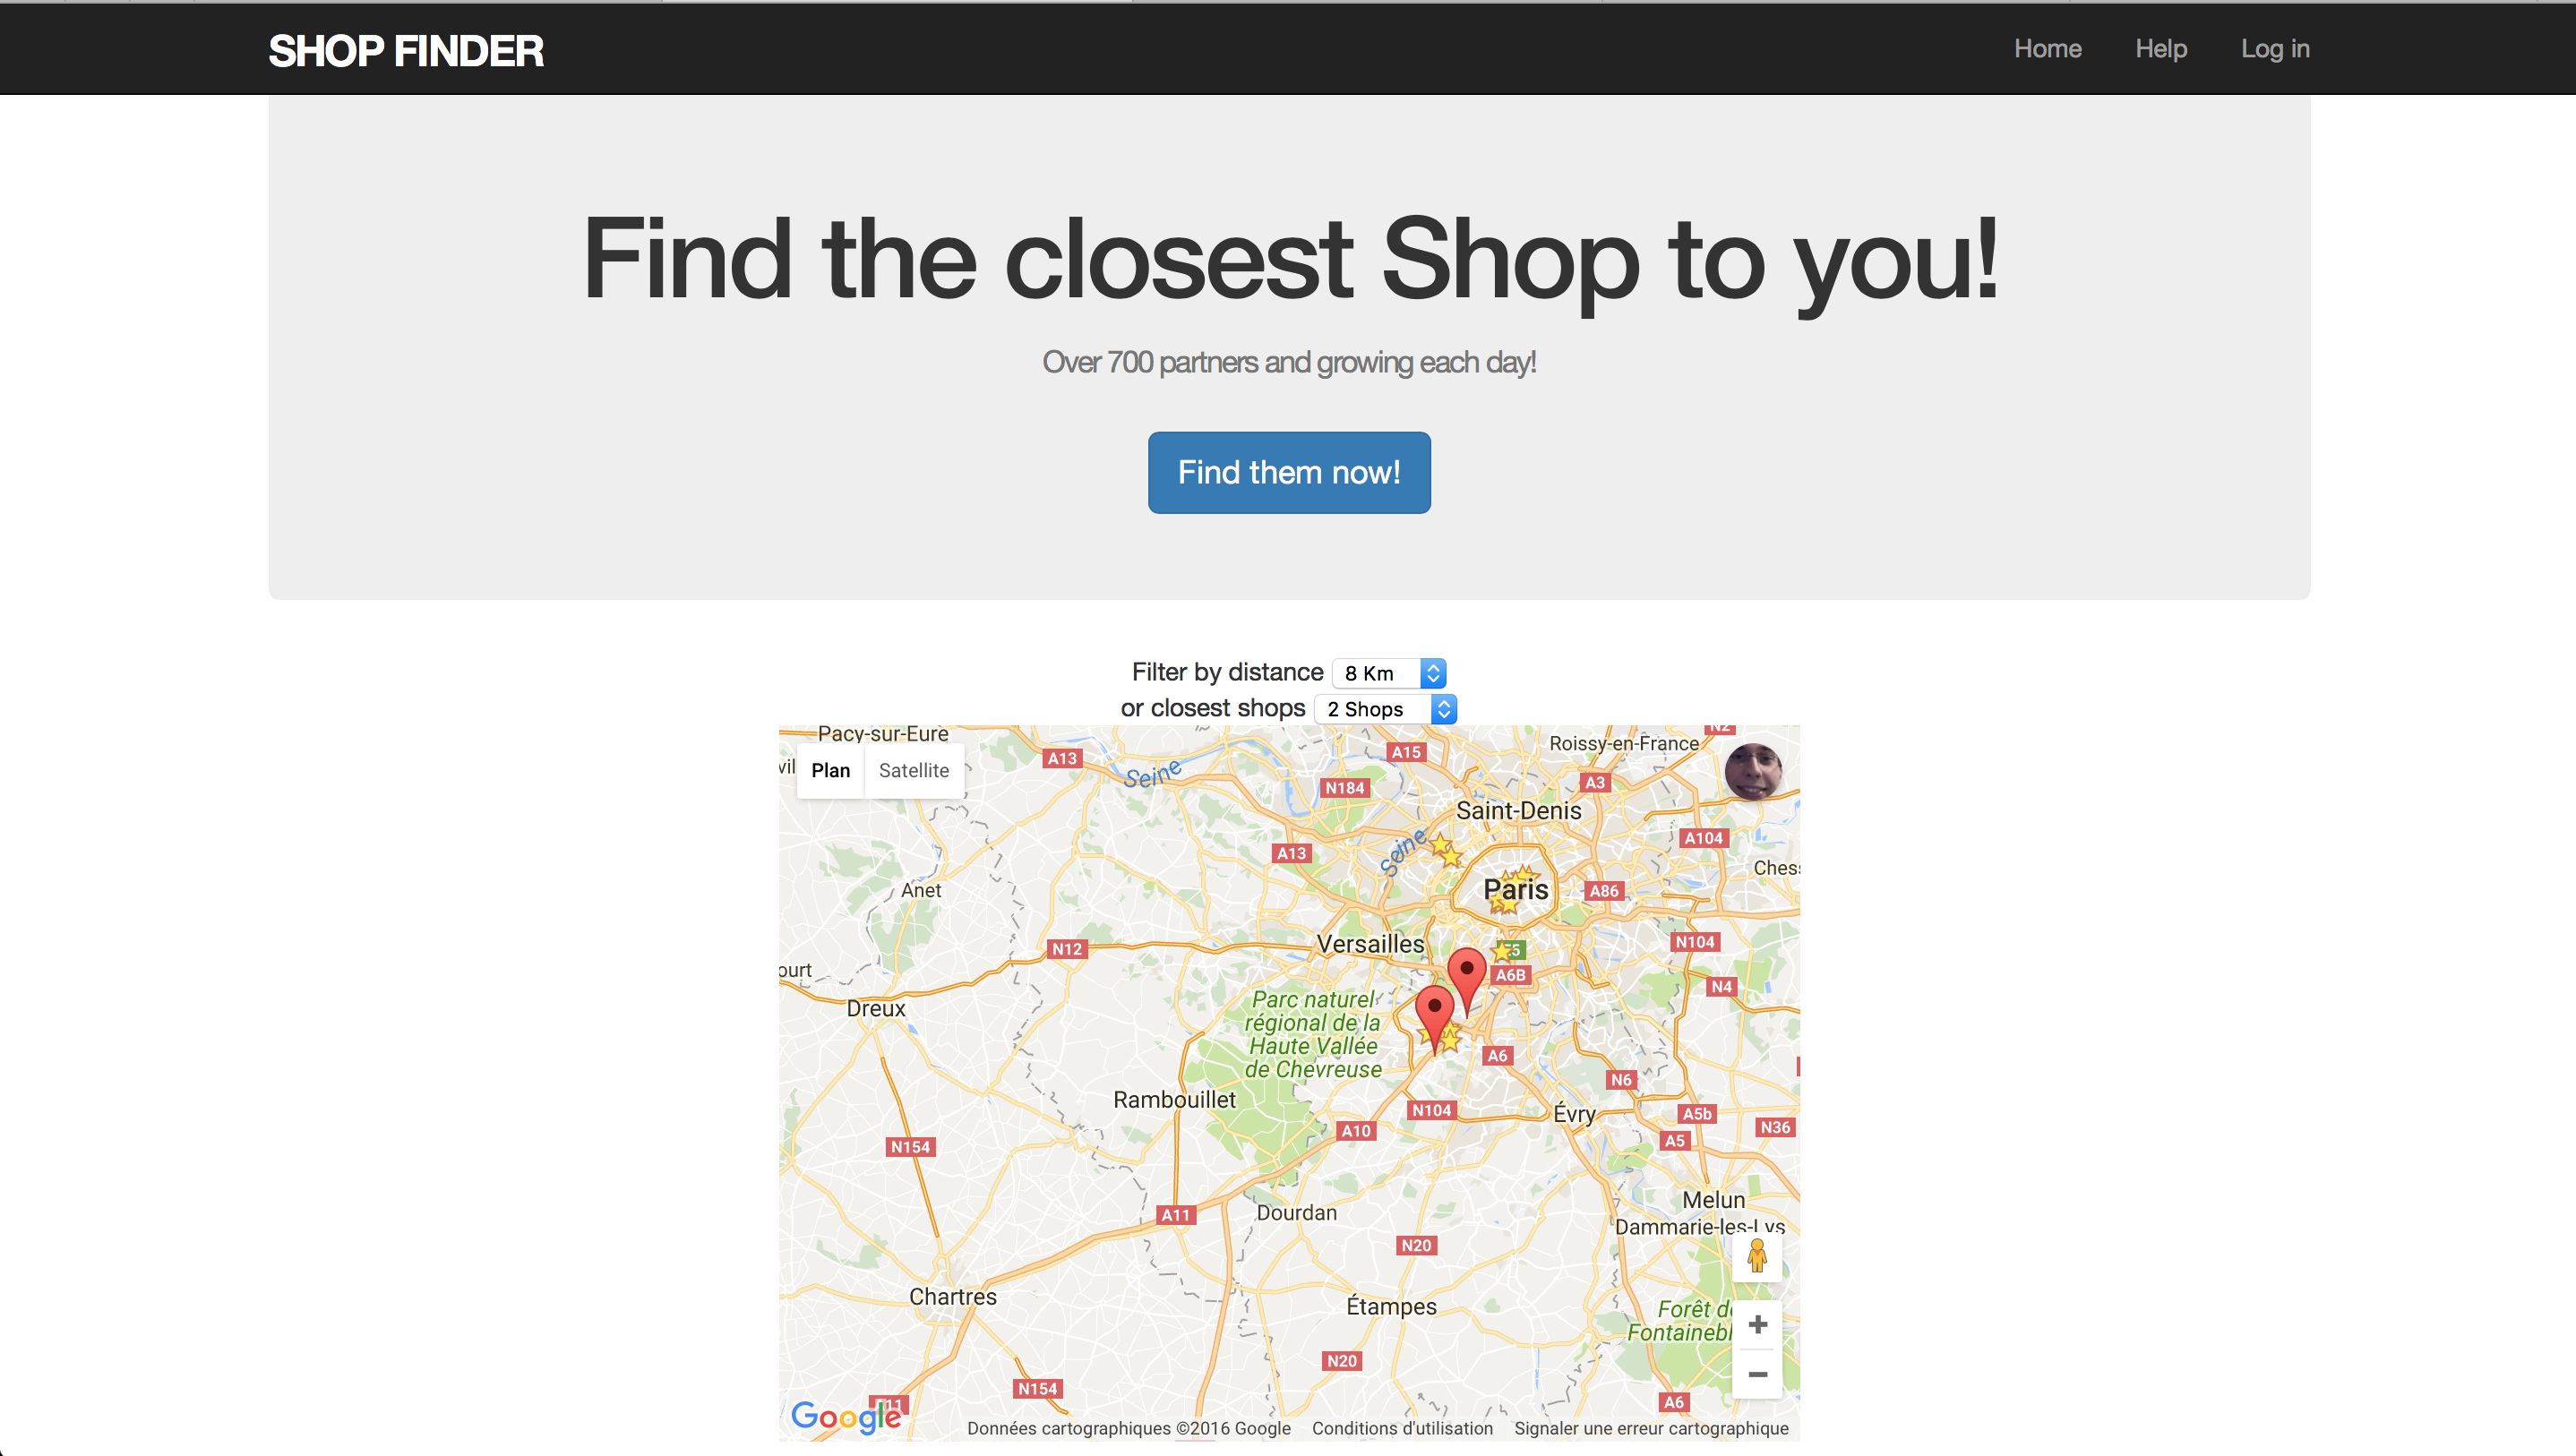 SHOP FINDER
Home
Help
Log in
Find the closest Shop to you!
Over 700 partners and growing each day!
Find them now!
Filter by distance 8 Km
or closest shops 2 Shops
Pacy-sur-Eure
Plan
Satellite
A13
Seine
A15
N2
Roissy-en-France
A3
N184
Saint-Denis
A104
A13
Seine
Anet
Paris
A86
Versailles
N12
N104
A6B
N4
Dreux
Parc naturel
régional de la
Haute Vallée
de Chevreuse
A6
N6
Rambouillet
N104
Évry
A5b
A10
N36
A5
N154
Melun
Dourdan
A11
Dammarie-les-Lys
N20
Chartres
Étampes
N20
N154
A6
Google
Données cartographiques ©2016 Google
Conditions d'utilisation
Signaler une erreur cartographique